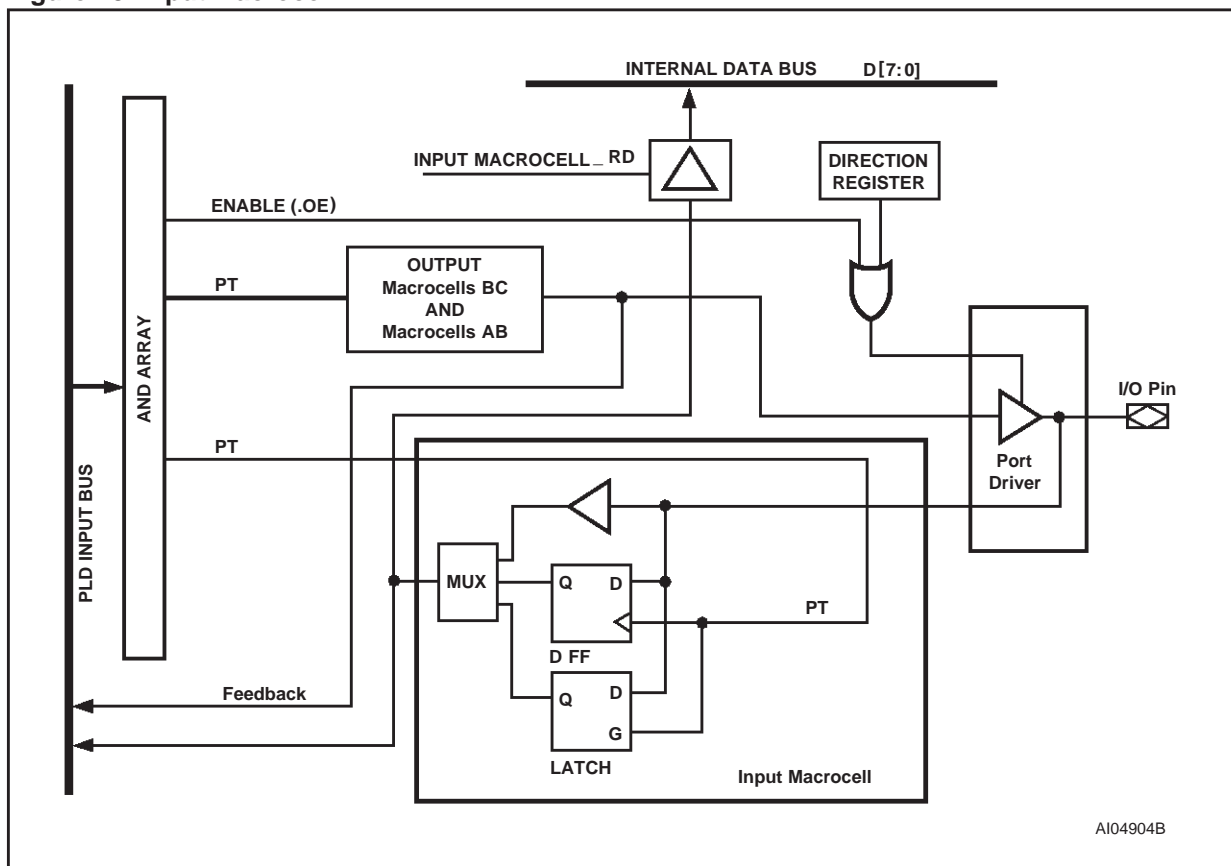 INTERNAL DATA BUS D[7:0]
INPUT MACROCELL_ RD
DIRECTION
REGISTER
ENABLE (.OE)
OUTPUT
Macrocells BC
AND
Macrocells AB
PT
AND ARRAY
PLD INPUT BUS
I/O Pin
Port
Driver
PT
MUX
Q D
PT
D FF
Q D
G
LATCH
Feedback
Input Macrocell
AI04904B